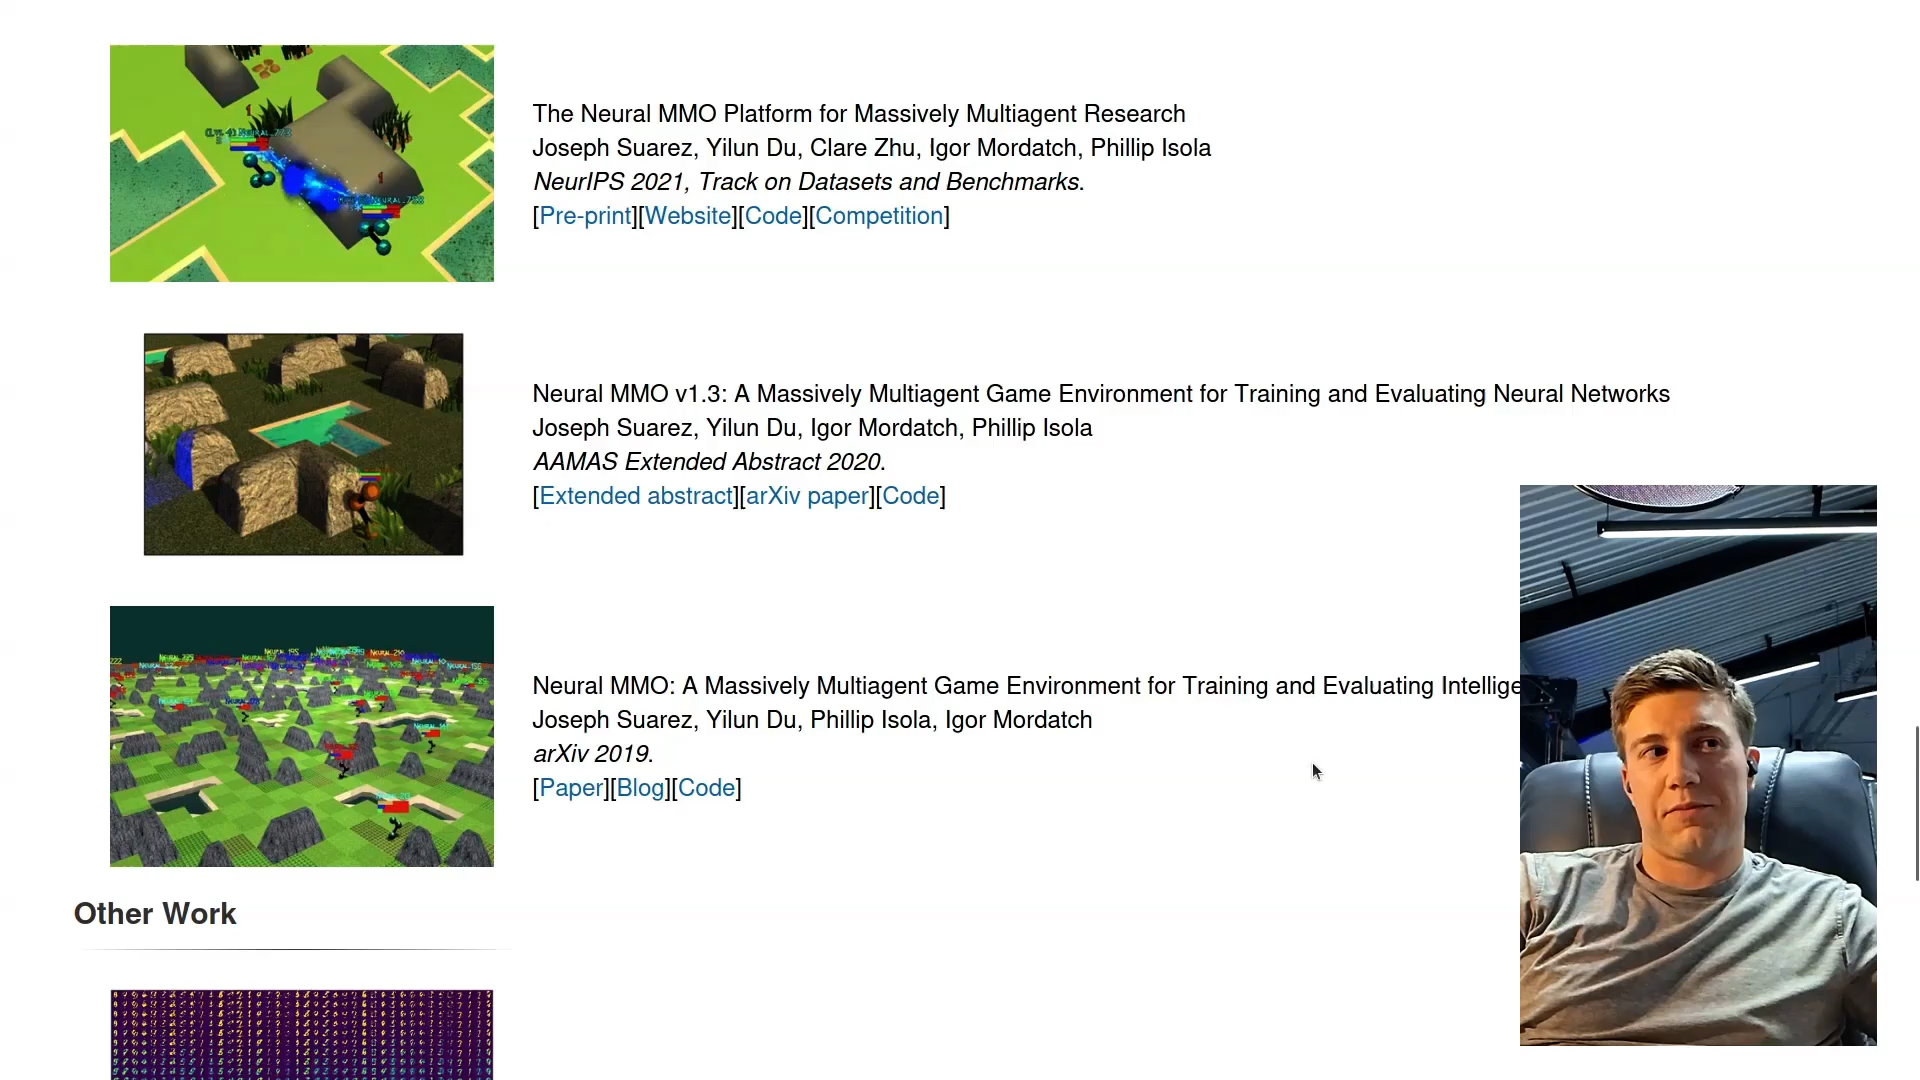 The Neural MMO Platform for Massively Multiagent Research
Joseph Suarez, Yilun Du, Clare Zhu, Igor Mordatch, Phillip Isola
NeurIPS 2021, Track on Datasets and Benchmarks.
[Pre-print][Website][Code][Competition]
Neural MMO v1.3: A Massively Multiagent Game Environment for Training and Evaluating Neural Networks
Joseph Suarez, Yilun Du, Igor Mordatch, Phillip Isola
AAMAS Extended Abstract 2020.
[Extended abstract][arXiv paper][Code]
Neural MMO: A Massively Multiagent Game Environment for Training and Evaluating Intellige
Joseph Suarez, Yilun Du, Phillip Isola, Igor Mordatch
arXiv 2019.
[Paper][Blog][Code]
Other Work